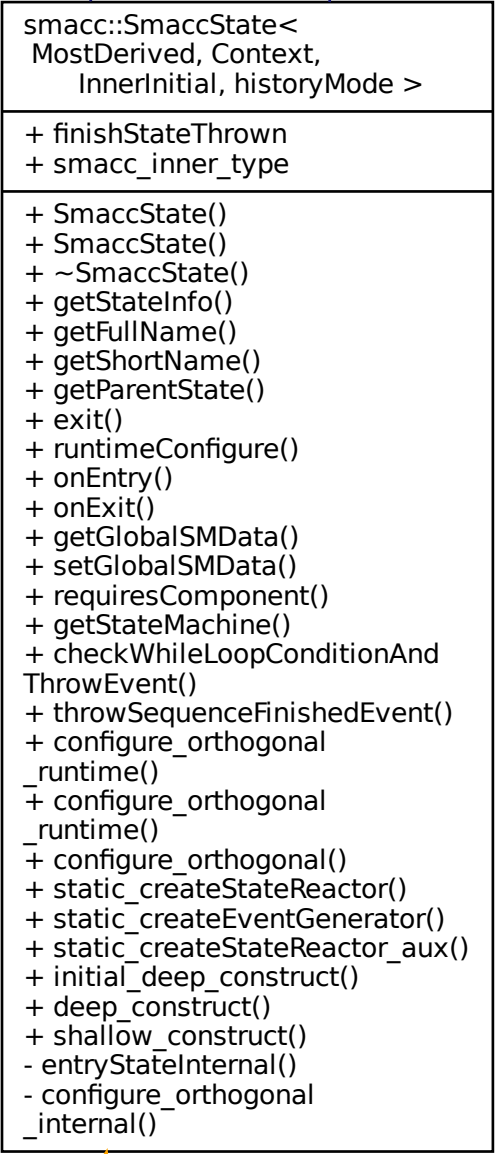 smacc::SmaccState<
MostDerived, Context,
InnerInitial, historyMode >
+ finishStateThrown
+ smacc_inner_type
+ SmaccState()
+ SmaccState()
+ ~SmaccState()
+ getStateInfo()
+ getFullName()
+ getShortName()
+ getParentState()
+ exit()
+ runtimeConfigure()
+ onEntry()
+ onExit()
+ getGlobalSMData()
+ setGlobalSMData()
+ requiresComponent()
+ getStateMachine()
+ checkWhileLoopConditionAnd
ThrowEvent()
+ throwSequenceFinishedEvent()
+ configure_orthogonal
_runtime()
+ configure_orthogonal
_runtime()
+ configure_orthogonal()
+ static_createStateReactor()
+ static_createEventGenerator()
+ static_createStateReactor_aux()
+ initial_deep_construct()
+ deep_construct()
+ shallow_construct()
- entryStateInternal()
- configure_orthogonal
_internal()